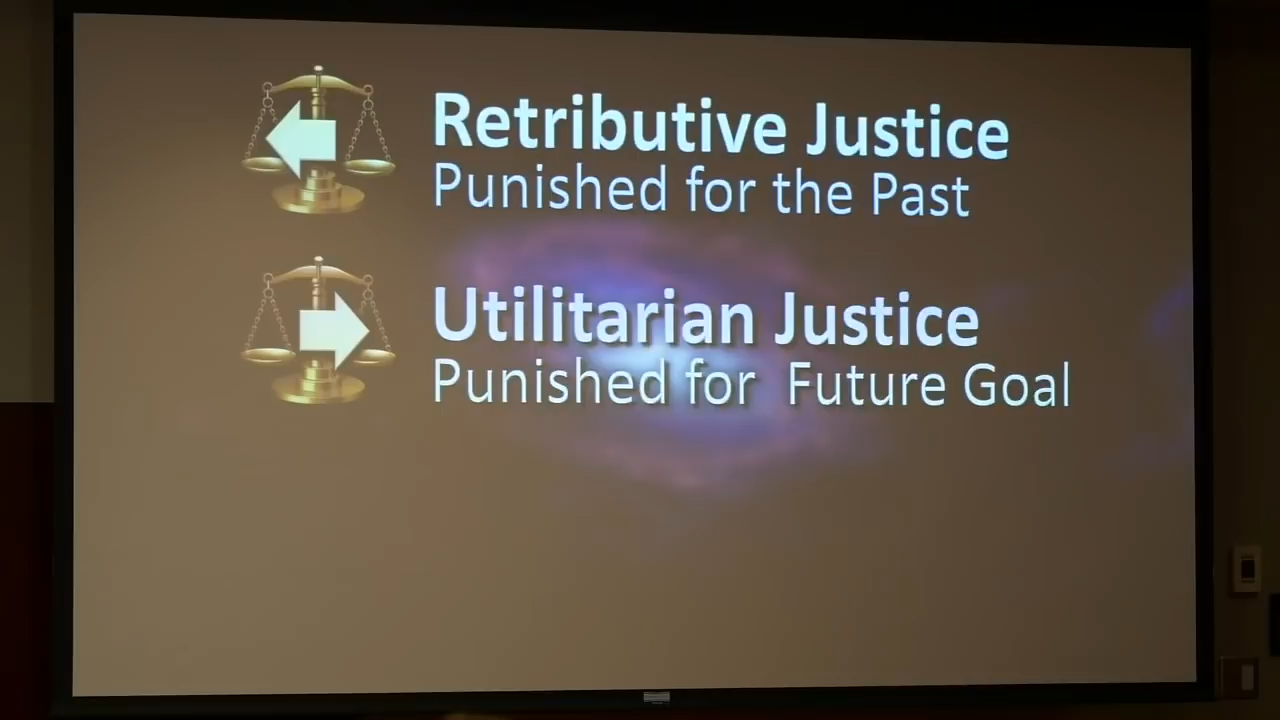 Retributive Justice
Punished for the Past
Utilitarian Justice
Punished for Future Goal